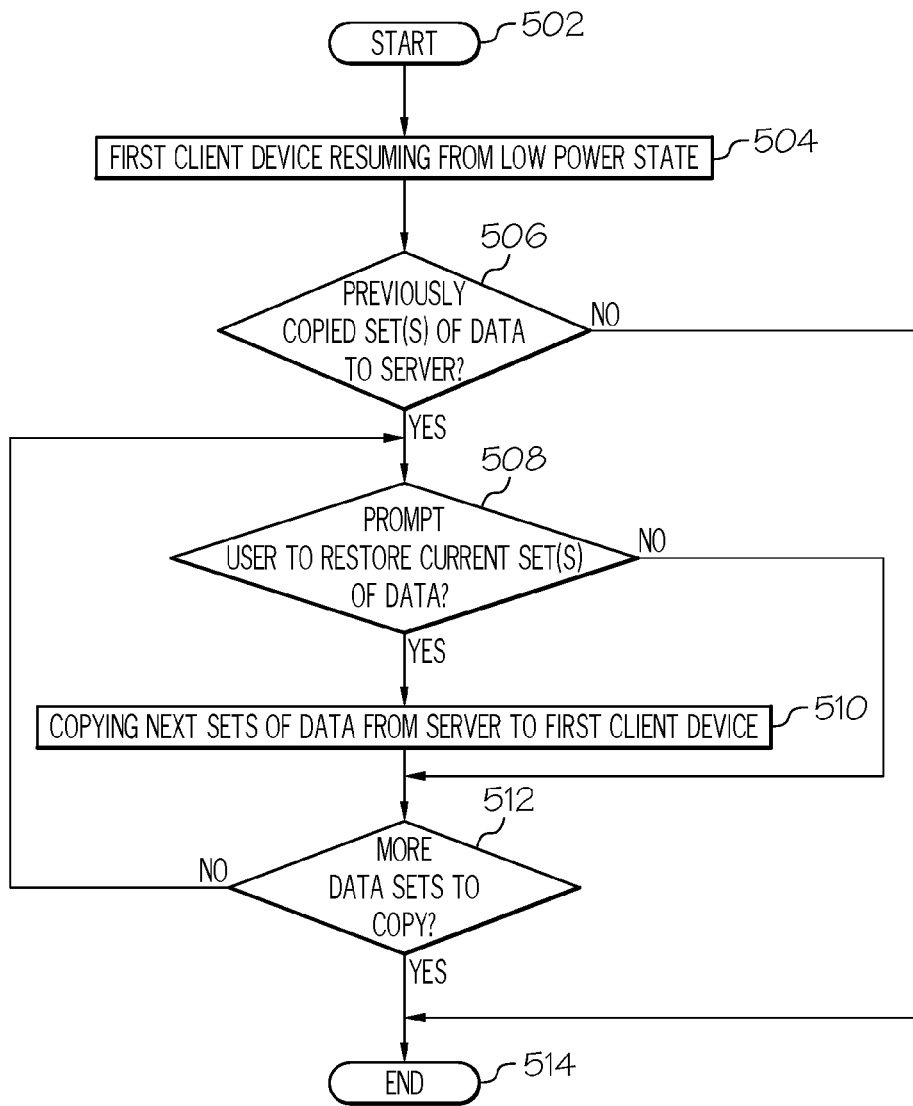 START
502
FIRST CLIENT DEVICE RESUMING FROM LOW POWER STATE
504
506
PREVIOUSLY
COPIED SET(S) OF DATA
TO SERVER?
NO
YES
508
PROMPT
USER TO RESTORE CURRENT SET(S)
OF DATA?
NO
YES
COPYING NEXT SETS OF DATA FROM SERVER TO FIRST CLIENT DEVICE
510
512
MORE
DATA SETS TO
COPY?
NO
YES
END
514